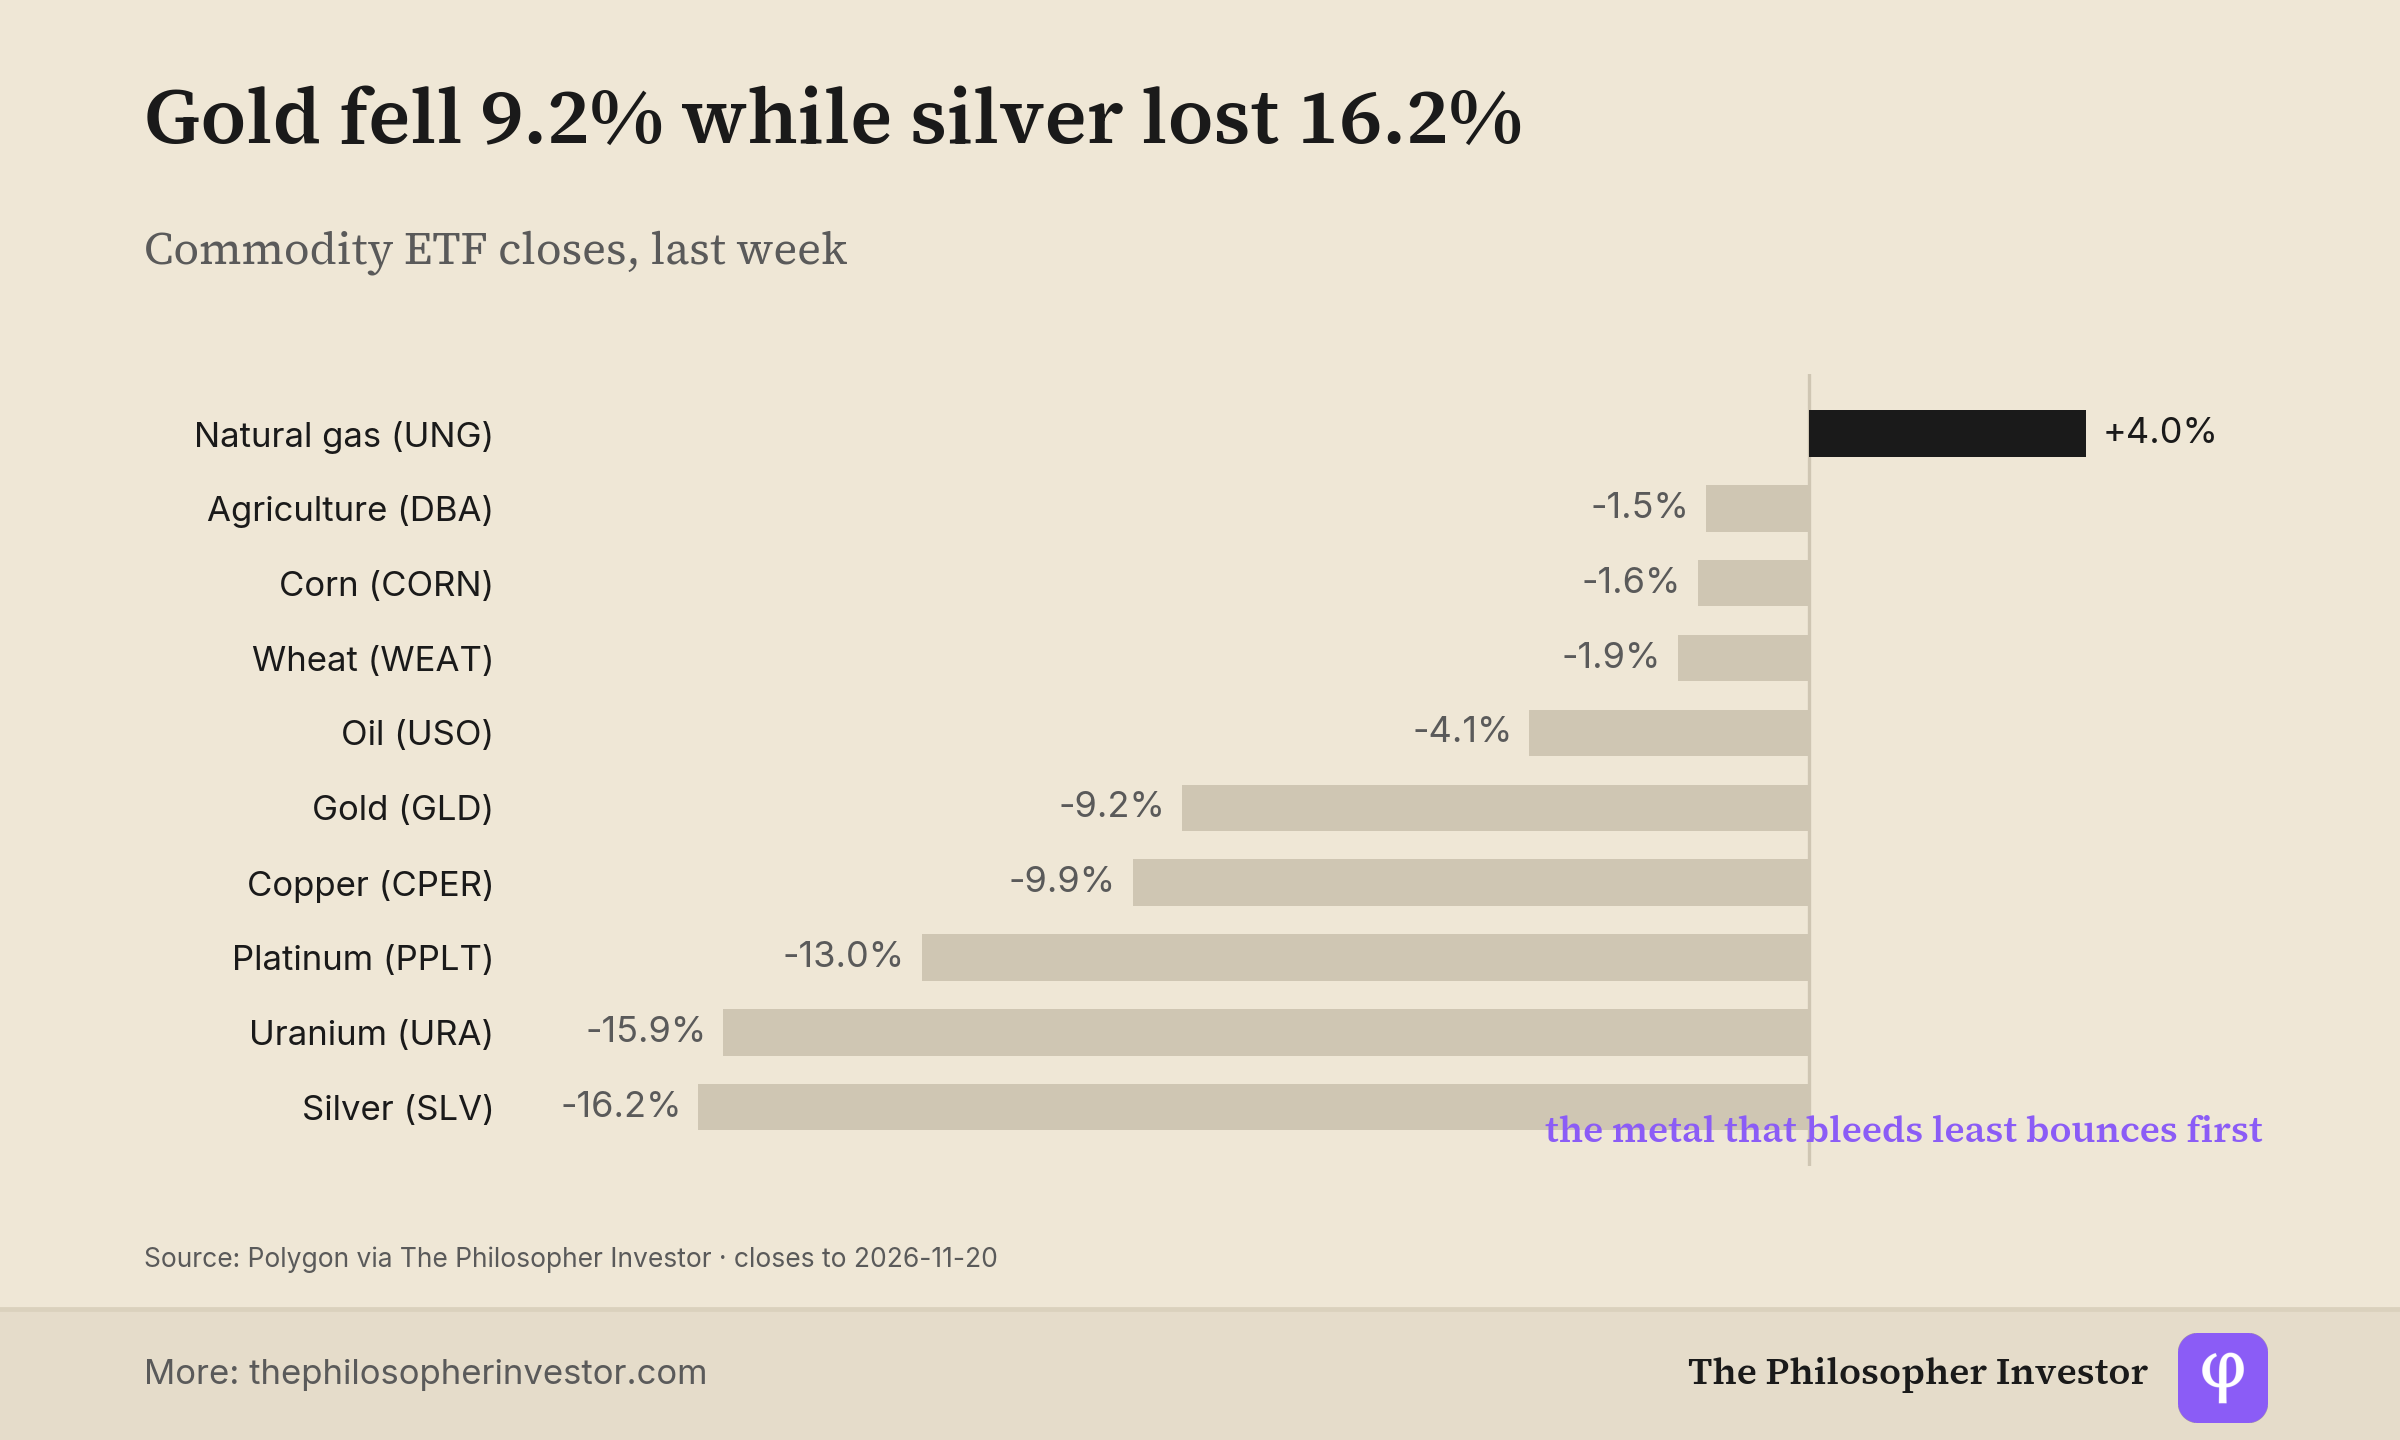 Gold fell 9.2% while silver lost 16.2%
Commodity ETF closes, last week
Natural gas (UNG) +4.0%
Agriculture (DBA) -1.5%
Corn (CORN) -1.6%
Wheat (WEAT) -1.9%
Oil (USO) -4.1%
Gold (GLD) -9.2%
Copper (CPER) -9.9%
Platinum (PPLT) -13.0%
Uranium (URA) -15.9%
Silver (SLV) -16.2%
the metal that bleeds least bounces first
Source: Polygon via The Philosopher Investor · closes to 2026-11-20
More: thephilosopherinvestor.com
The Philosopher Investor φ